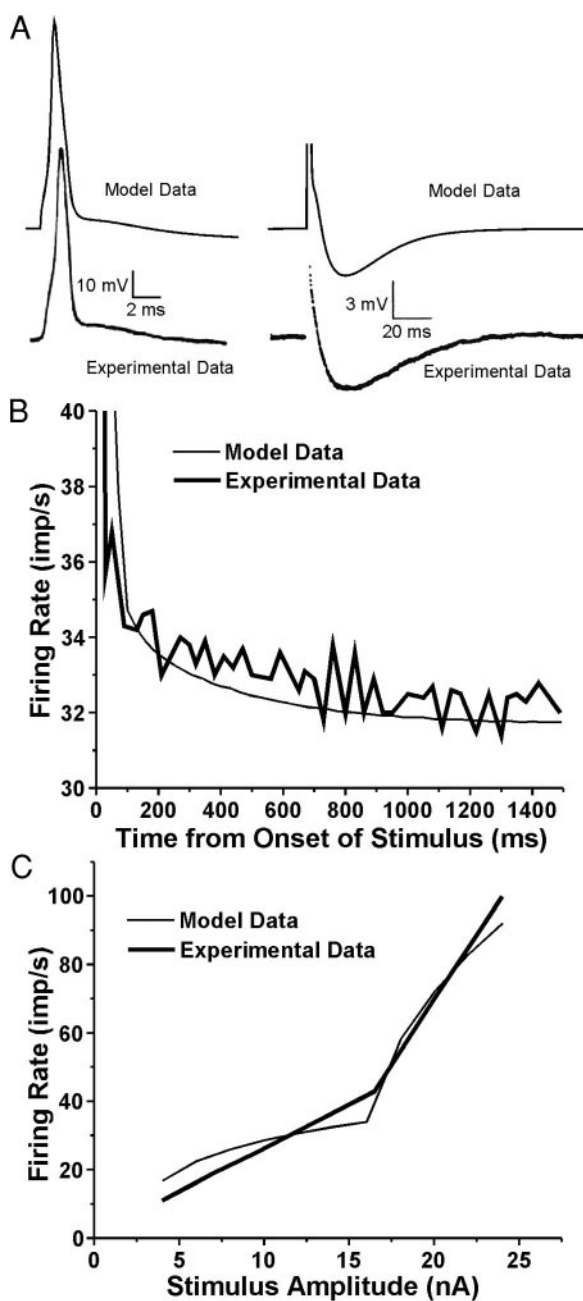 A
Model Data
Model Data
10 mV
2 ms
3 mV
20 ms
Experimental Data
Experimental Data
B
40
38
36
34
32
30
Firing Rate (imp/s)
Model Data
Experimental Data
0 200 400 600 800 1000 1200 1400
Time from Onset of Stimulus (ms)
C
100
80
60
40
20
0
Firing Rate (imp/s)
Model Data
Experimental Data
0 5 10 15 20 25
Stimulus Amplitude (nA)